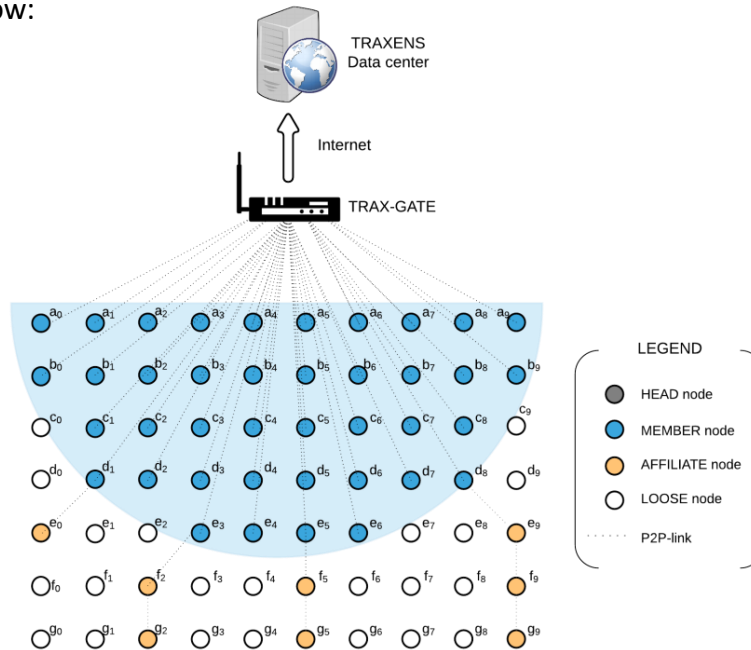 ow:
TRAXENS
Data center
Internet
TRAX-GATE
a0 a1 a2 a3 a4 a5 a6 a7 a8 a9
b0 b1 b2 b3 b4 b5 b6 b7 b8 b9
c0 c1 c2 c3 c4 c5 c6 c7 c8 c9
d0 d1 d2 d3 d4 d5 d6 d7 d8 d9
e0 e1 e2 e3 e4 e5 e6 e7 e8 e9
f0 f1 f2 f3 f4 f5 f6 f7 f8 f9
g0 g1 g2 g3 g4 g5 g6 g7 g8 g9
LEGEND
HEAD node
MEMBER node
AFFILIATE node
LOOSE node
P2P-link